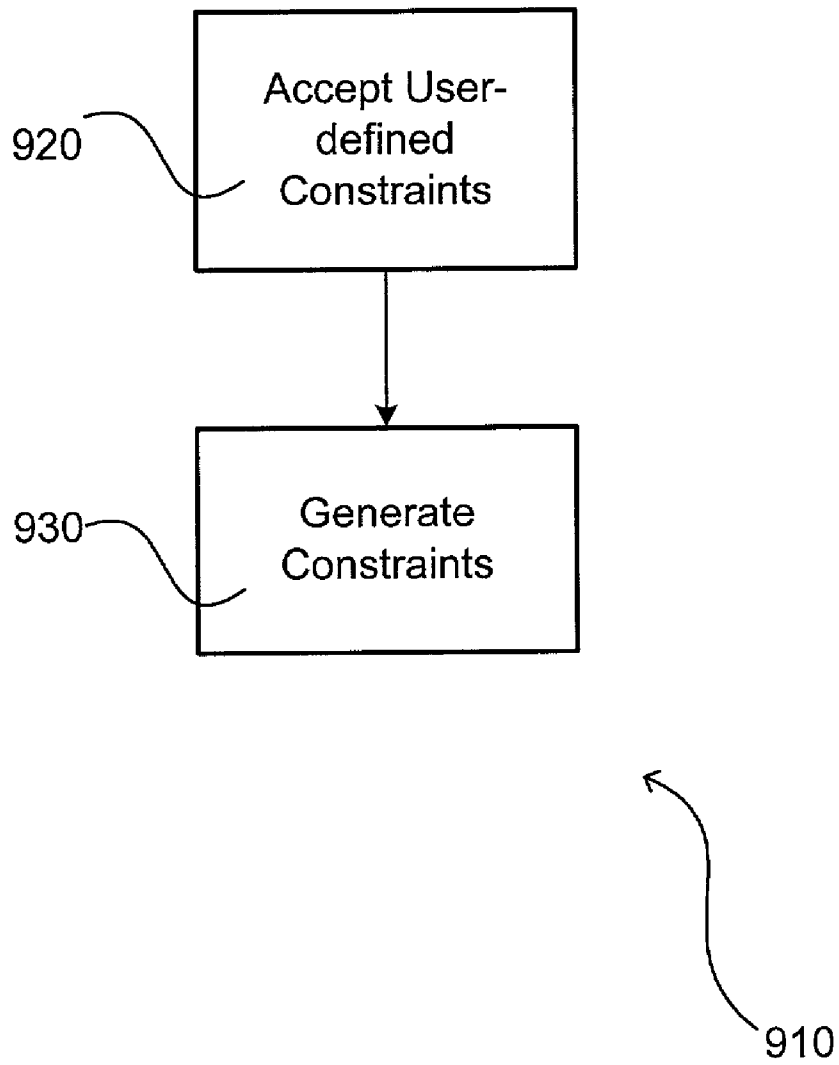 Accept User-
defined
Constraints
920
Generate
Constraints
930
910